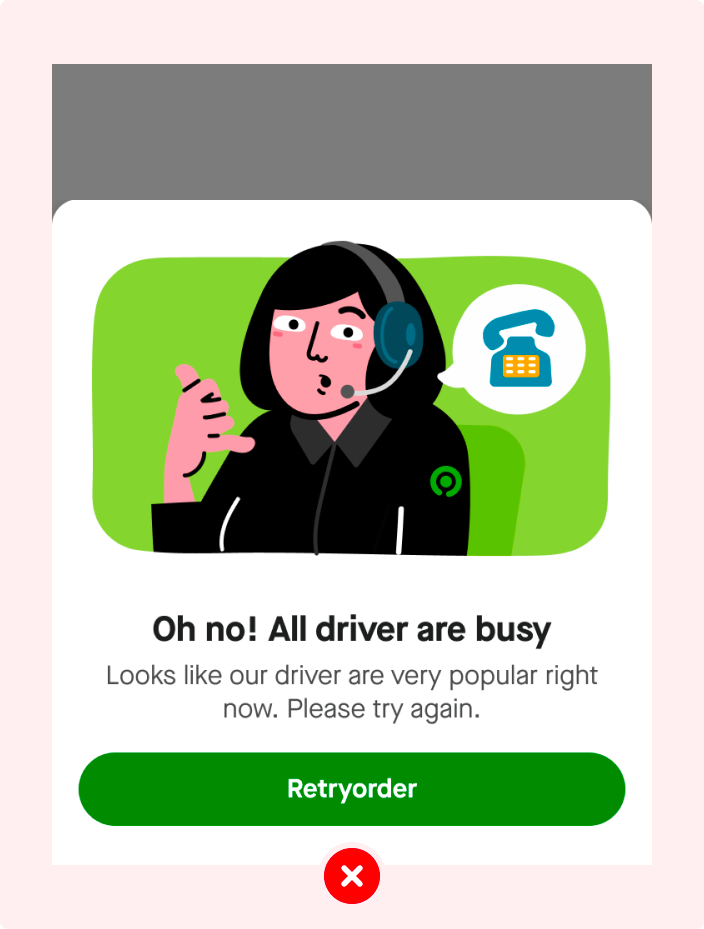 Oh no! All driver are busy
Looks like our driver are very popular right
now. Please try again.
Retryorder